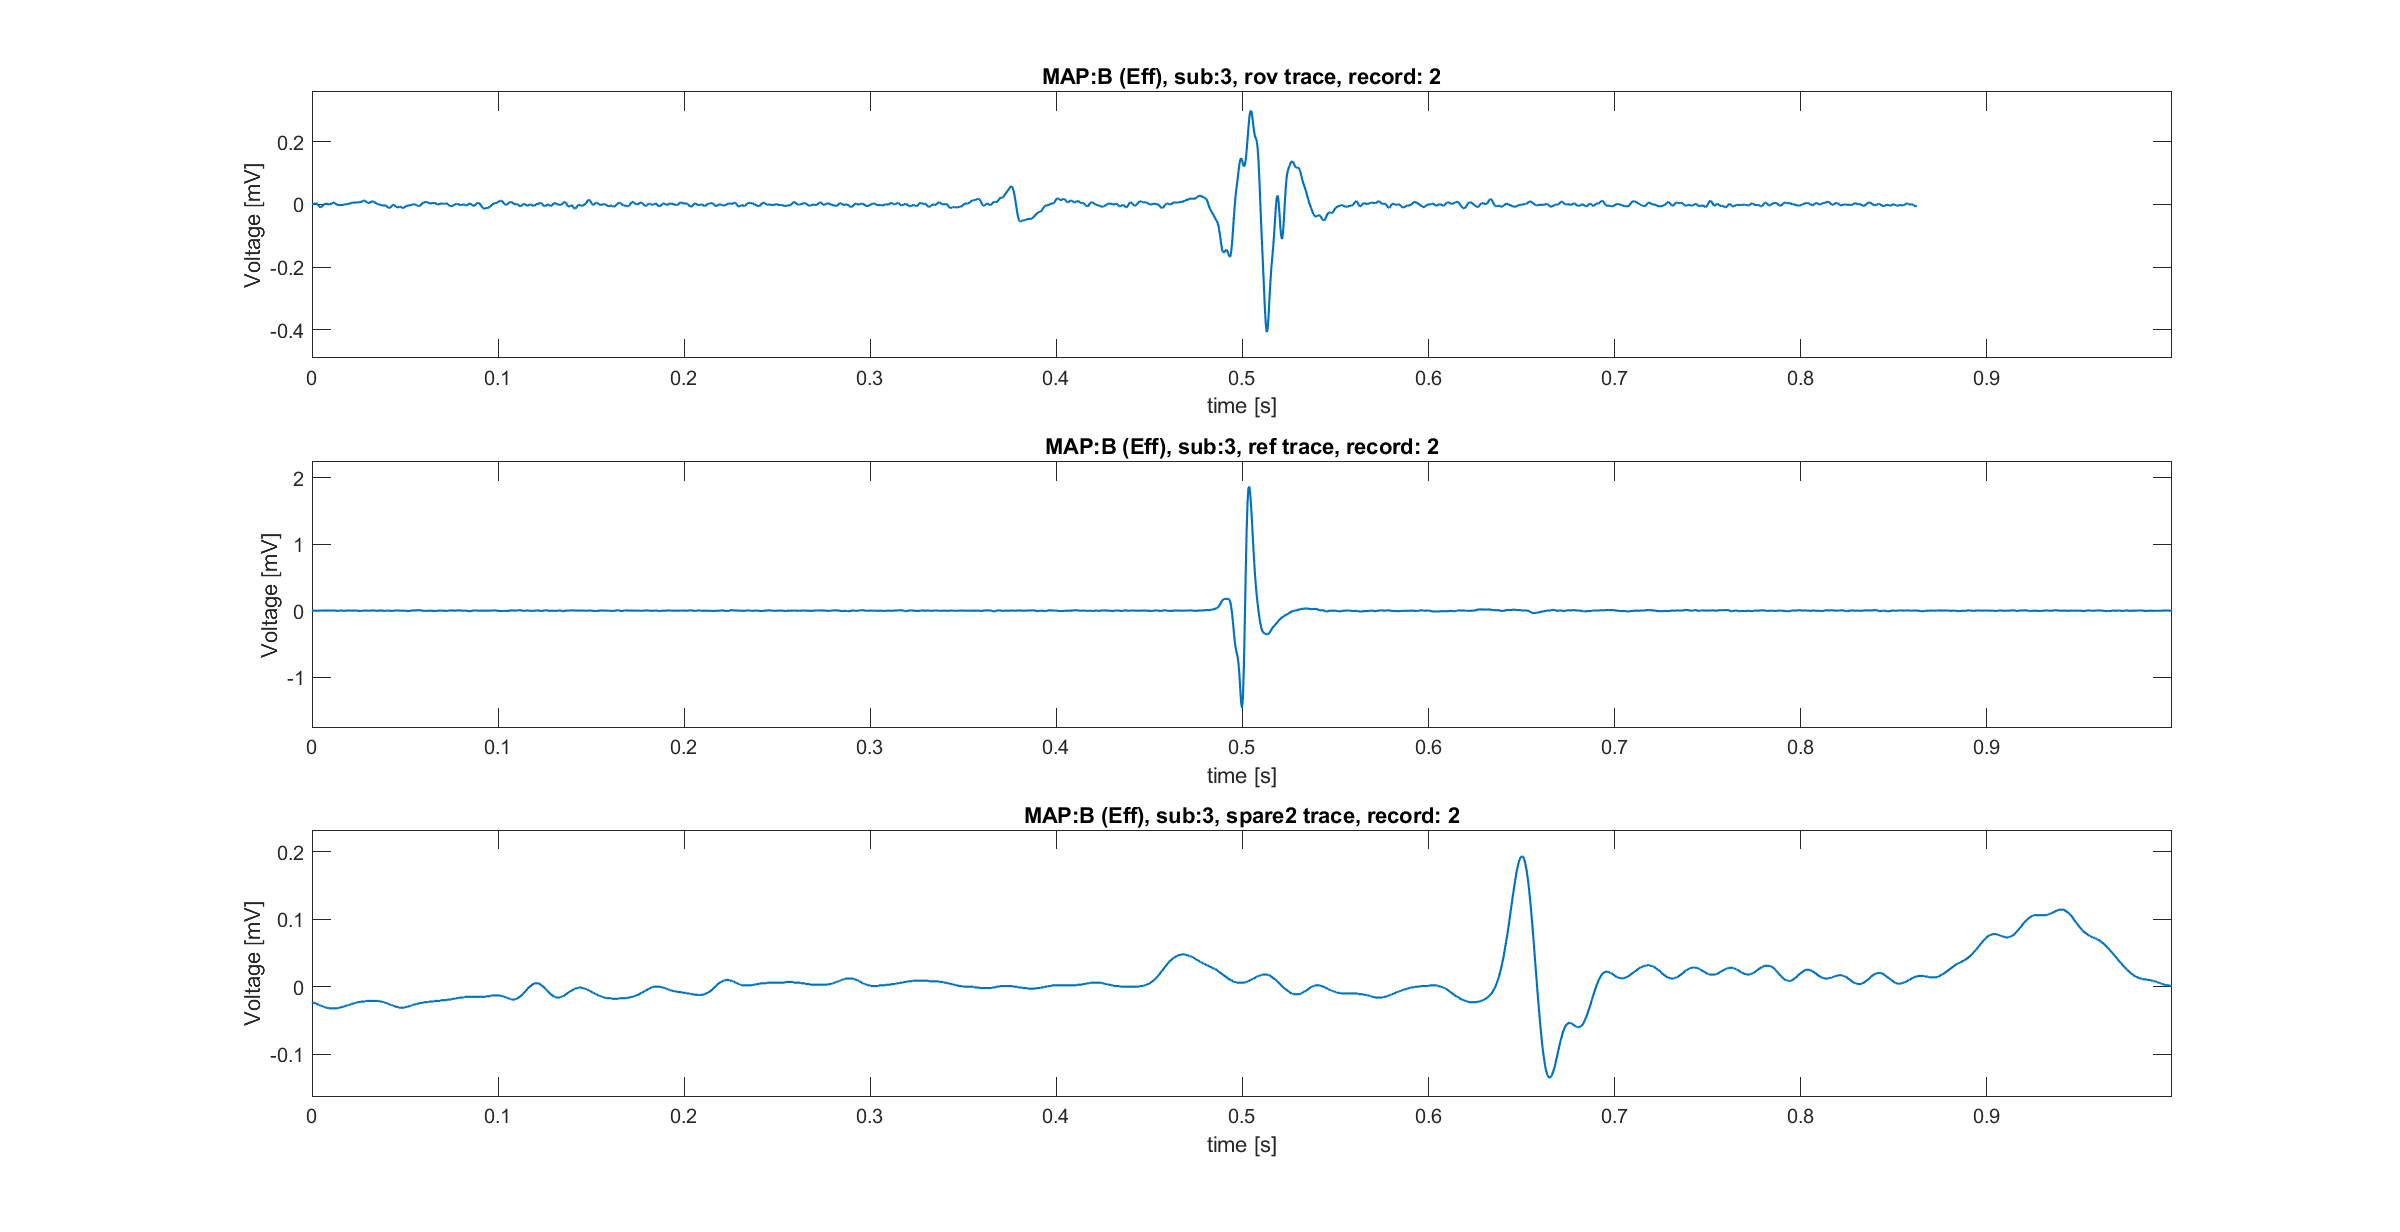 MAP:B (Eff), sub:3, rov trace, record: 2
Voltage [mV]
0.2
0
-0.2
-0.4
0 0.1 0.2 0.3 0.4 0.5 0.6 0.7 0.8 0.9
time [s]
MAP:B (Eff), sub:3, ref trace, record: 2
Voltage [mV]
2
1
0
-1
0 0.1 0.2 0.3 0.4 0.5 0.6 0.7 0.8 0.9
time [s]
MAP:B (Eff), sub:3, spare2 trace, record: 2
Voltage [mV]
0.2
0.1
0
-0.1
0 0.1 0.2 0.3 0.4 0.5 0.6 0.7 0.8 0.9
time [s]